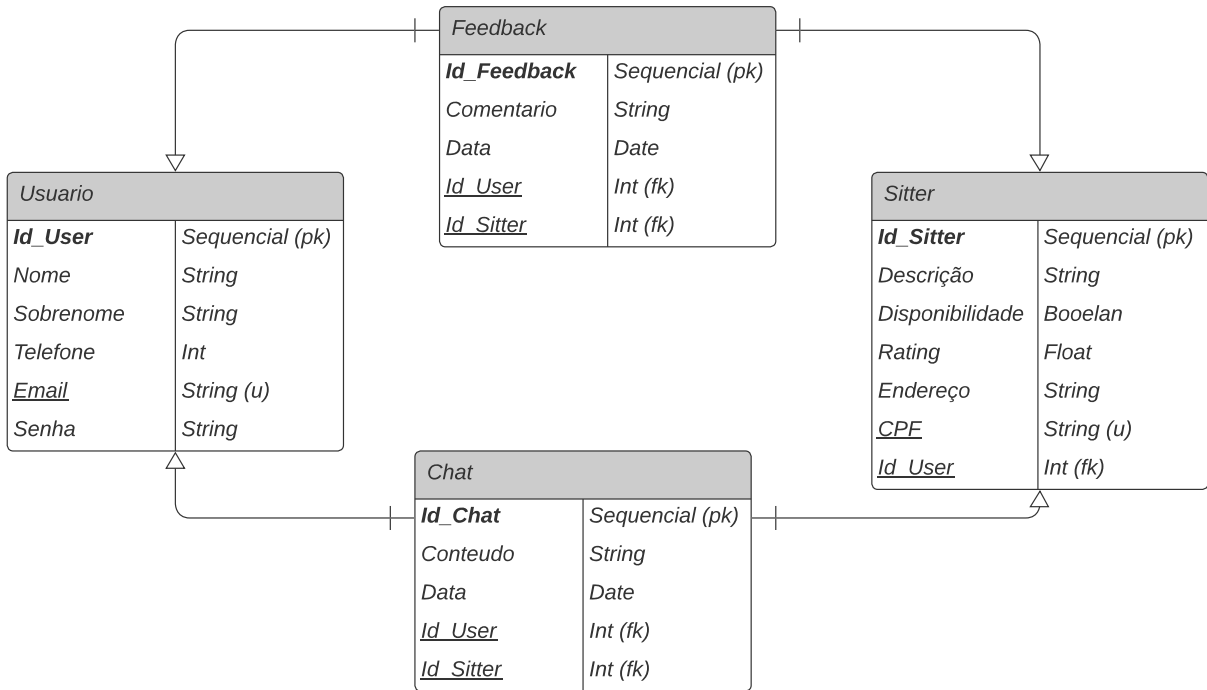 Feedback
Id_Feedback Sequencial (pk)
Comentario String
Data Date
Id_User Int (fk)
Id_Sitter Int (fk)
Usuario
Id_User Sequencial (pk)
Nome String
Sobrenome String
Telefone Int
Email String (u)
Senha String
Sitter
Id_Sitter Sequencial (pk)
Descrição String
Disponibilidade Booelan
Rating Float
Endereço String
CPF String (u)
Id_User Int (fk)
Chat
Id_Chat Sequencial (pk)
Conteudo String
Data Date
Id_User Int (fk)
Id_Sitter Int (fk)